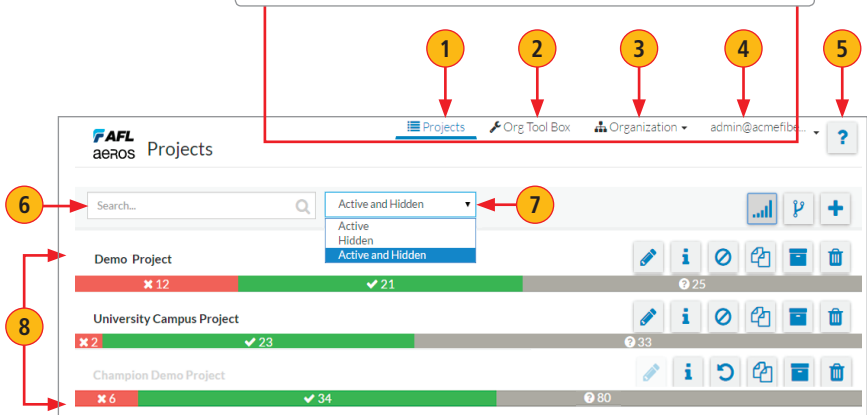 1 2 3 4 5
AFL
aeROS Projects
Projects Org Tool Box Organization admin@acmefibe... ?
6 Search... Active and Hidden 7
Active
Hidden
Active and Hidden
Demo Project
12 21 25
8
University Campus Project
2 23 33
Champion Demo Project
6 34 80